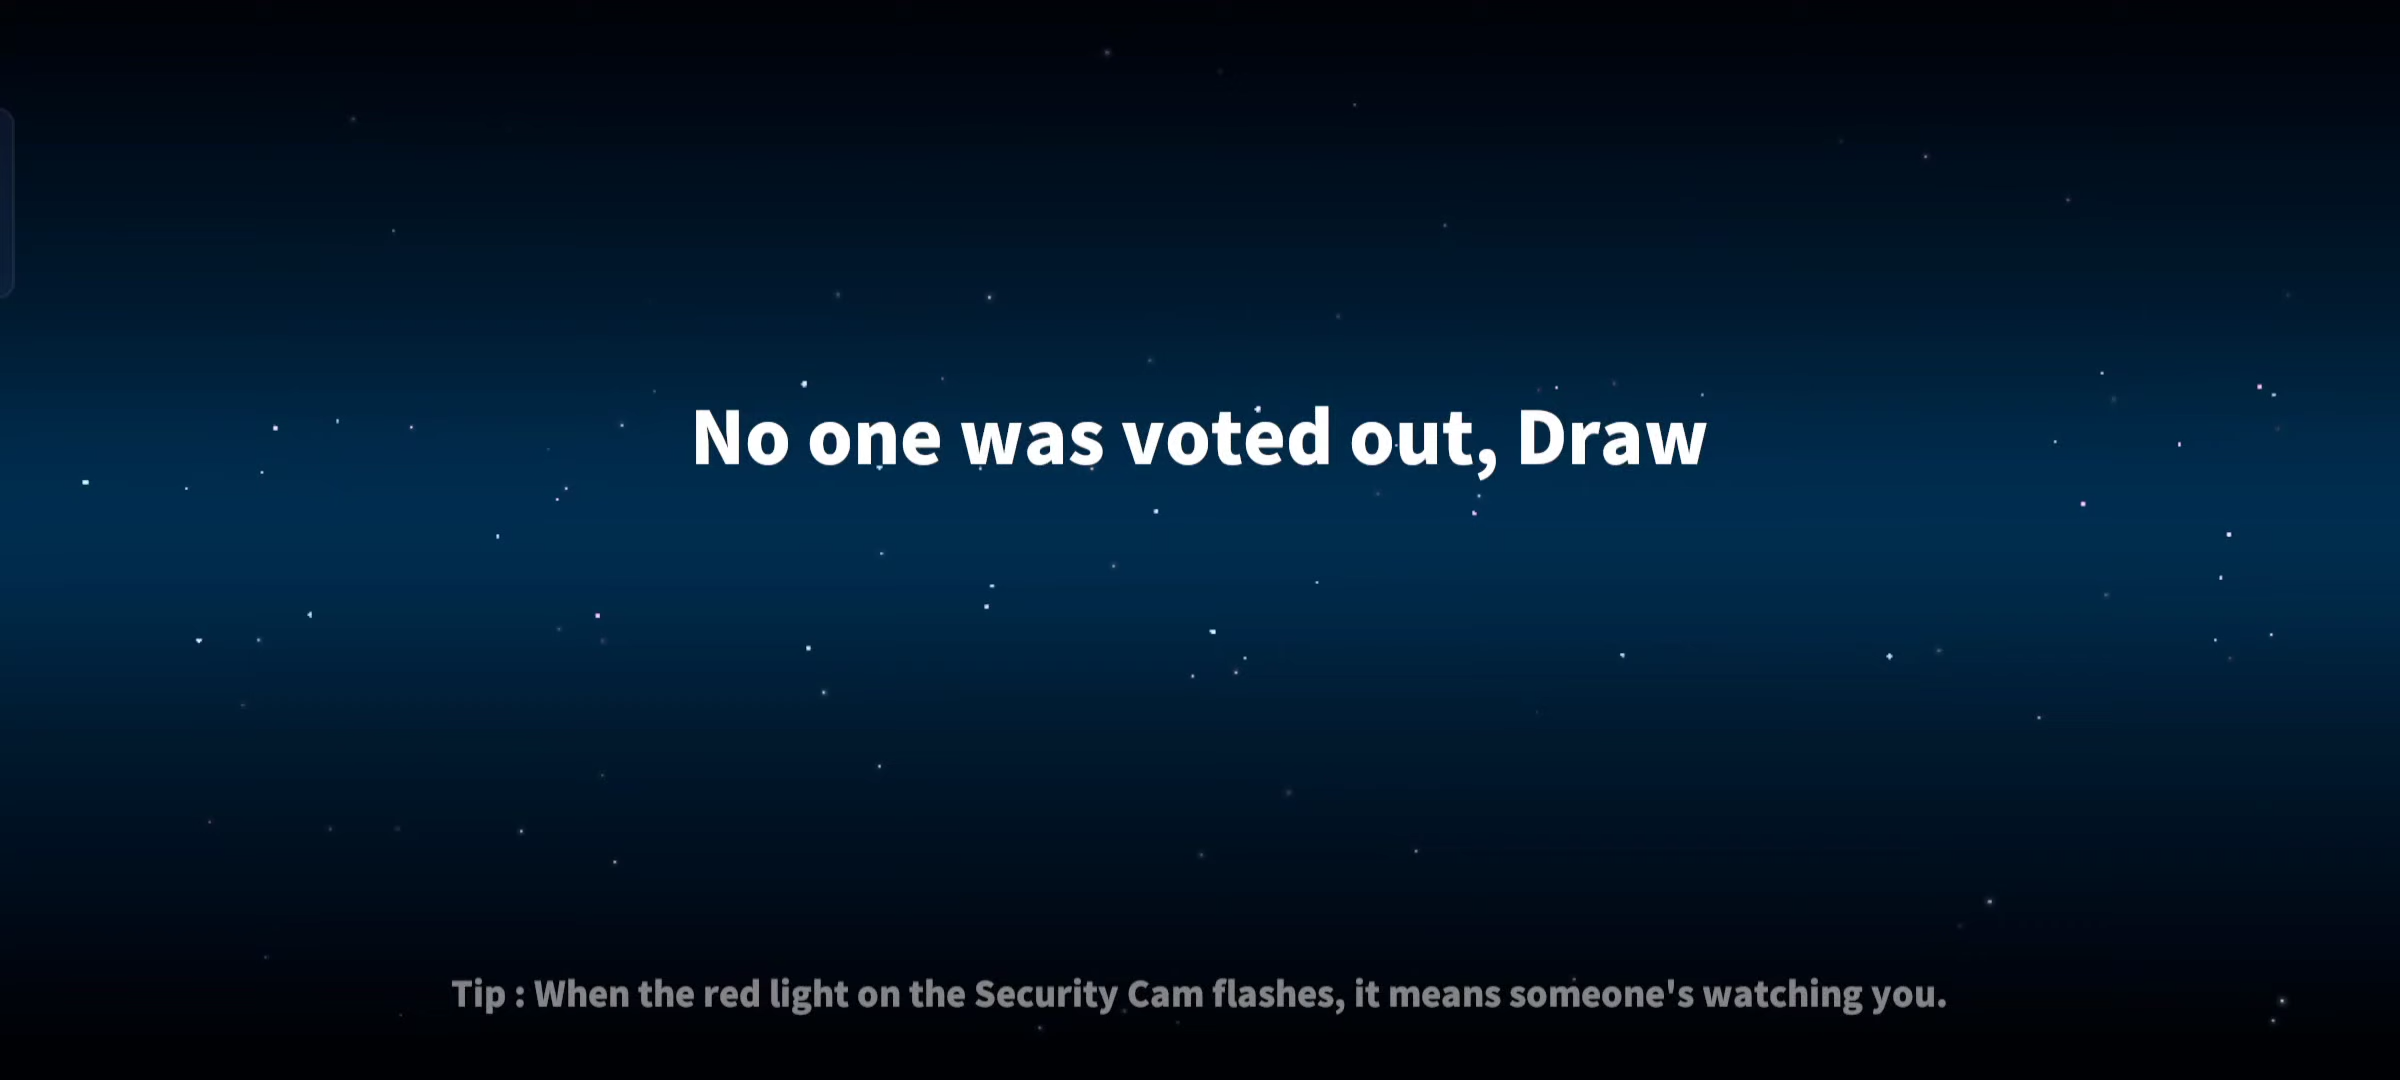 No one was voted out, Draw
Tip : When the red light on the Security Cam flashes, it means someone's watching you.